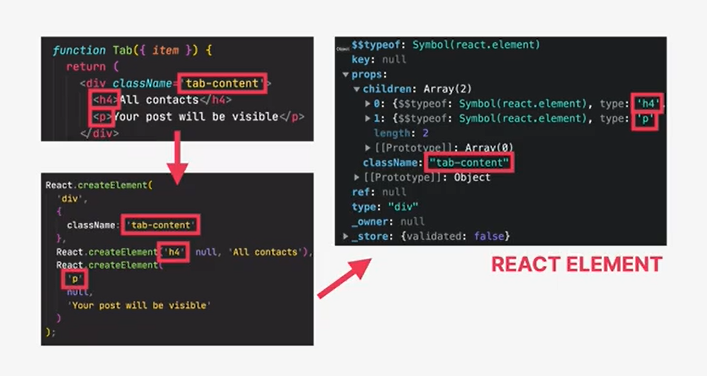 function Tab({ item }) {
return (
<div className='tab-content'>
<h4>All contacts</h4>
<p>Your post will be visible</p>
</div>
React.createElement(
'div',
{
className: 'tab-content'
},
React.createElement('h4' null, 'All contacts'),
React.createElement(
'p'
null,
'Your post will be visible'
)
);
Object
$$typeof: Symbol(react.element)
key: null
props:
children: Array(2)
0: {$$typeof: Symbol(react.element), type: 'h4',
1: {$$typeof: Symbol(react.element), type: 'p'
length: 2
[[Prototype]]: Array(0)
className: "tab-content"
[[Prototype]]: Object
ref: null
type: "div"
_owner: null
_store: {validated: false}
REACT ELEMENT